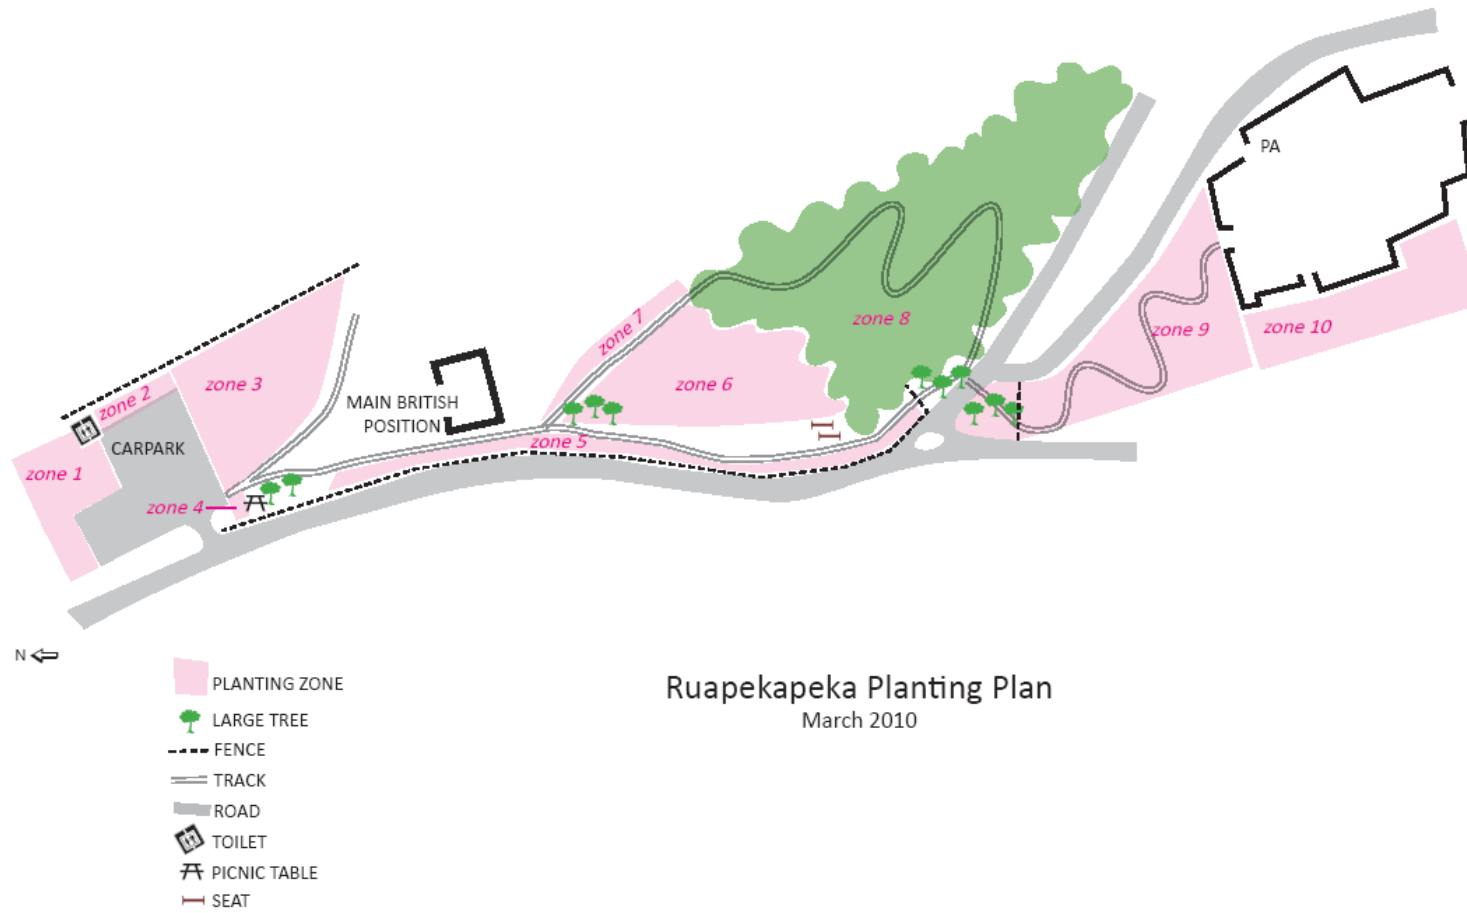 PA
zone 7
zone 8
zone 9
zone 10
zone 6
zone 3
zone 2
MAIN BRITISH
POSITION
CARPARK
zone 5
zone 1
zone 4
N
PLANTING ZONE
LARGE TREE
FENCE
TRACK
ROAD
TOILET
PICNIC TABLE
SEAT
Ruapekapeka Planting Plan
March 2010